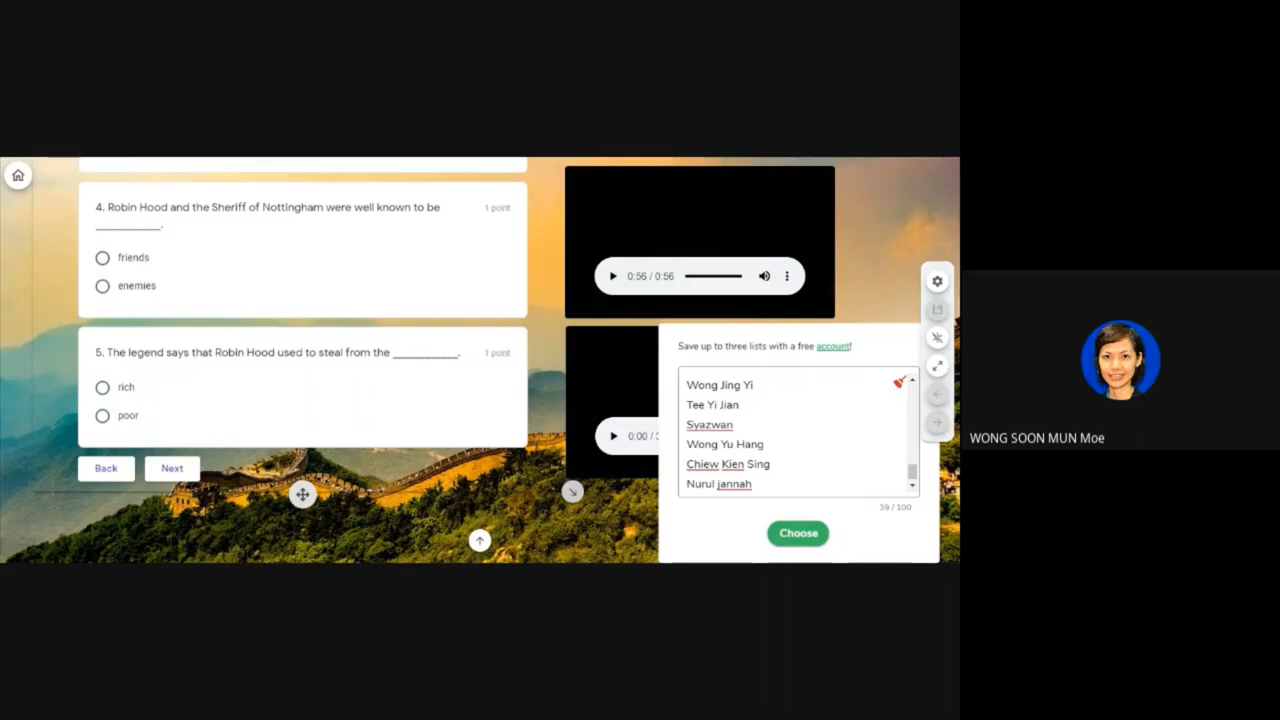 4. Robin Hood and the Sheriff of Nottingham were well known to be
____________.
1 point
friends
enemies
5. The legend says that Robin Hood used to steal from the ____________.
1 point
rich
poor
Back
Next
0:56 / 0:56
0:00 /
Save up to three lists with a free account!
Wong Jing Yi
Tee Yi Jian
Syazwan
Wong Yu Hang
Chiew Kien Sing
Nurul jannah
39 / 100
Choose
WONG SOON MUN Moe